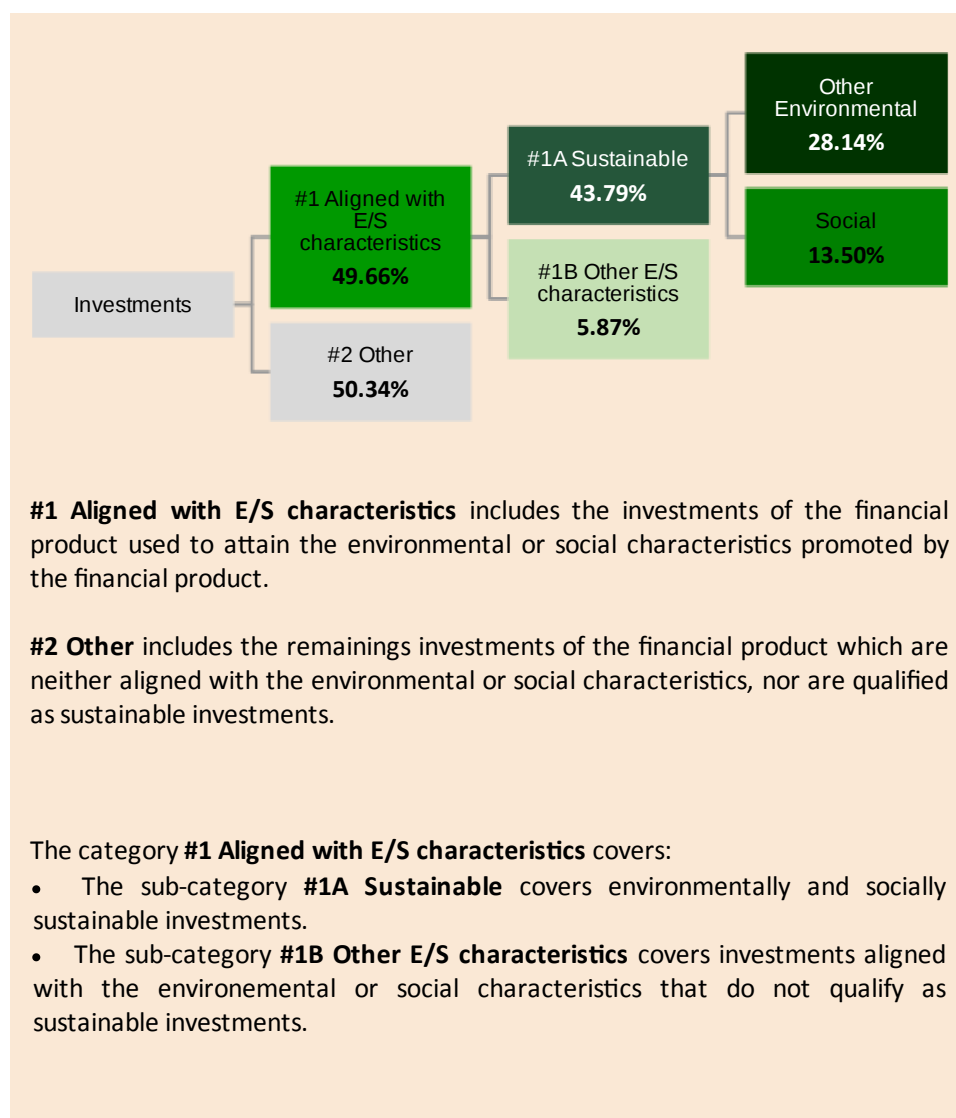 Investments
#1 Aligned with
E/S
characteristics
49.66%
#2 Other
50.34%
#1A Sustainable
43.79%
#1B Other E/S
characteristics
5.87%
Other
Environmental
28.14%
Social
13.50%
#1 Aligned with E/S characteristics includes the investments of the financial
product used to attain the environmental or social characteristics promoted by
the financial product.
#2 Other includes the remainings investments of the financial product which are
neither aligned with the environmental or social characteristics, nor are qualified
as sustainable investments.
The category #1 Aligned with E/S characteristics covers:
• The sub-category #1A Sustainable covers environmentally and socially
sustainable investments.
• The sub-category #1B Other E/S characteristics covers investments aligned
with the environemental or social characteristics that do not qualify as
sustainable investments.